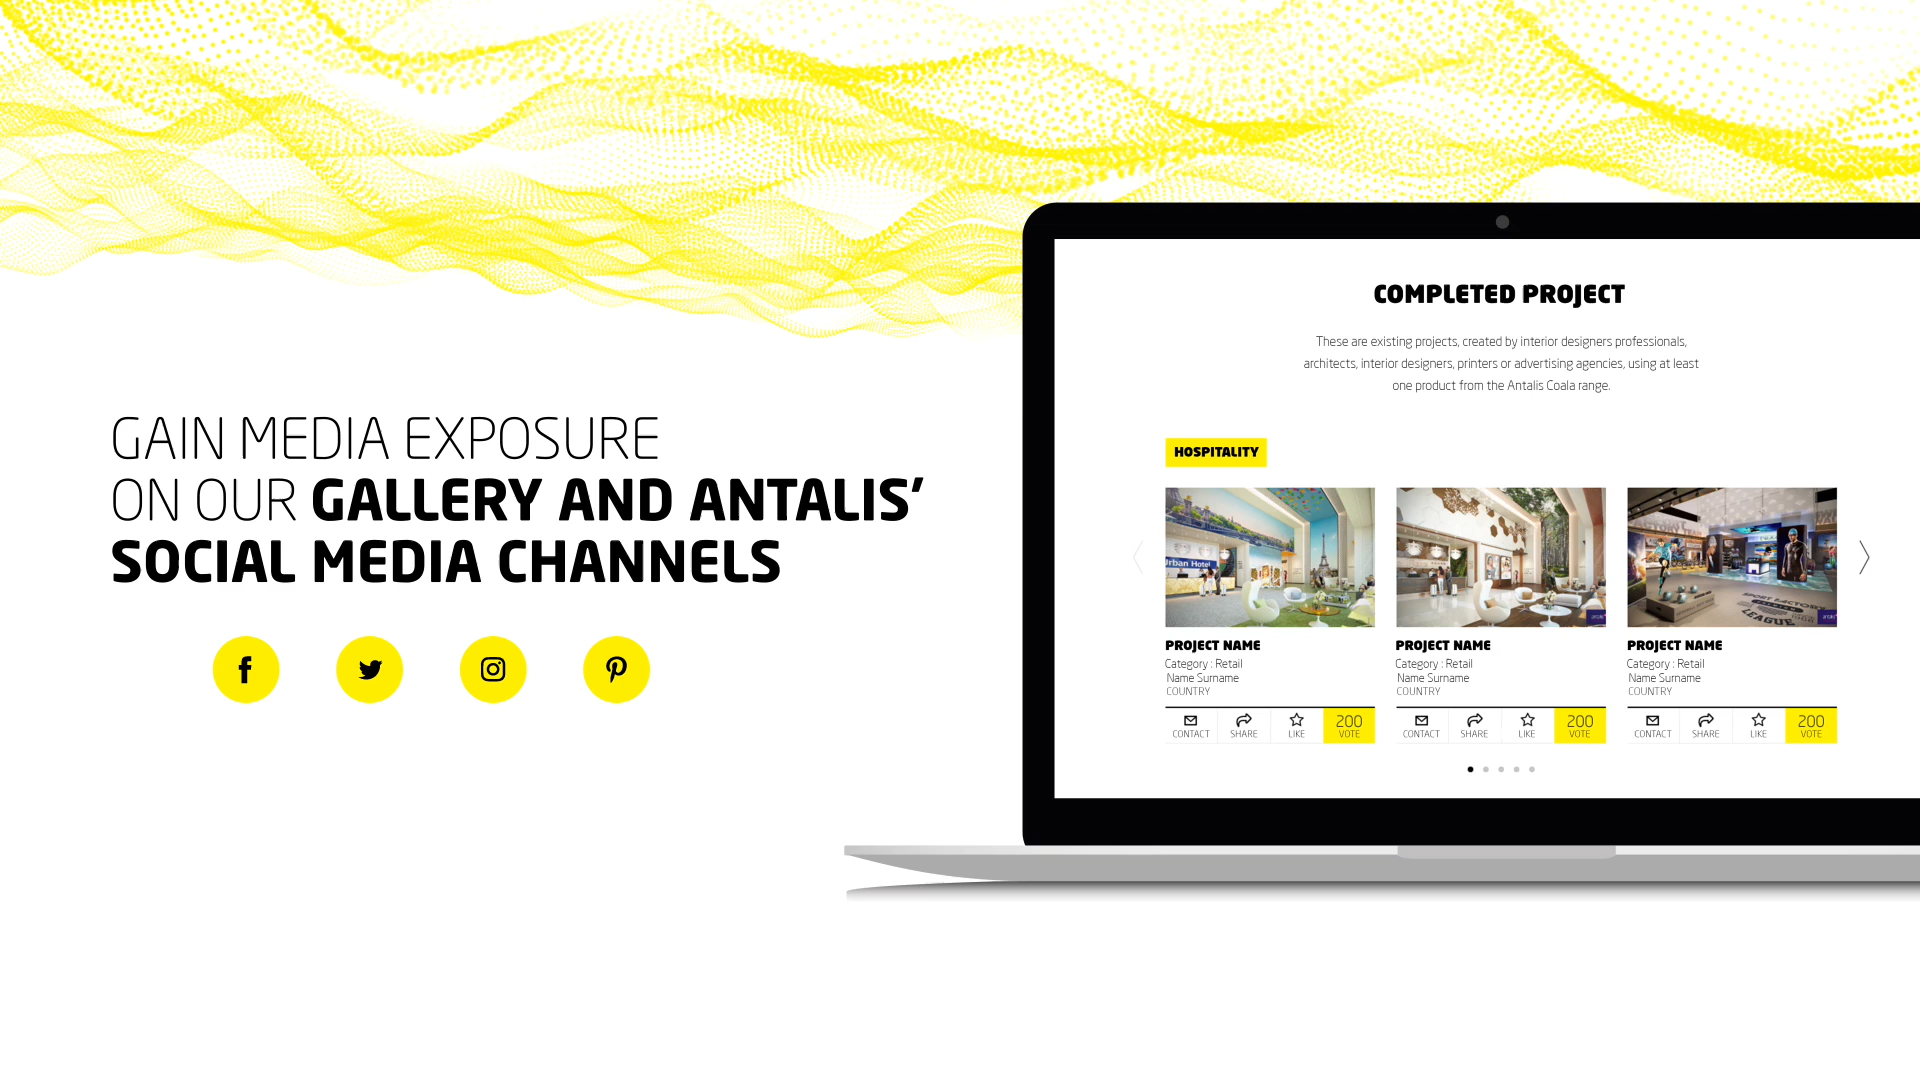 GAIN MEDIA EXPOSURE
ON OUR GALLERY AND ANTALIS’
SOCIAL MEDIA CHANNELS
COMPLETED PROJECT
These are existing projects, created by interior designers professionals,
architects, interior designers, printers or advertising agencies, using at least
one product from the Antalis Coala range.
HOSPITALITY
Urban Hotel
SPORT FACTORY
LEAGUE
PROJECT NAME
Category : Retail
Name Surname
COUNTRY
CONTACT
SHARE
LIKE
200
VOTE
PROJECT NAME
Category : Retail
Name Surname
COUNTRY
CONTACT
SHARE
LIKE
200
VOTE
PROJECT NAME
Category : Retail
Name Surname
COUNTRY
CONTACT
SHARE
LIKE
200
VOTE